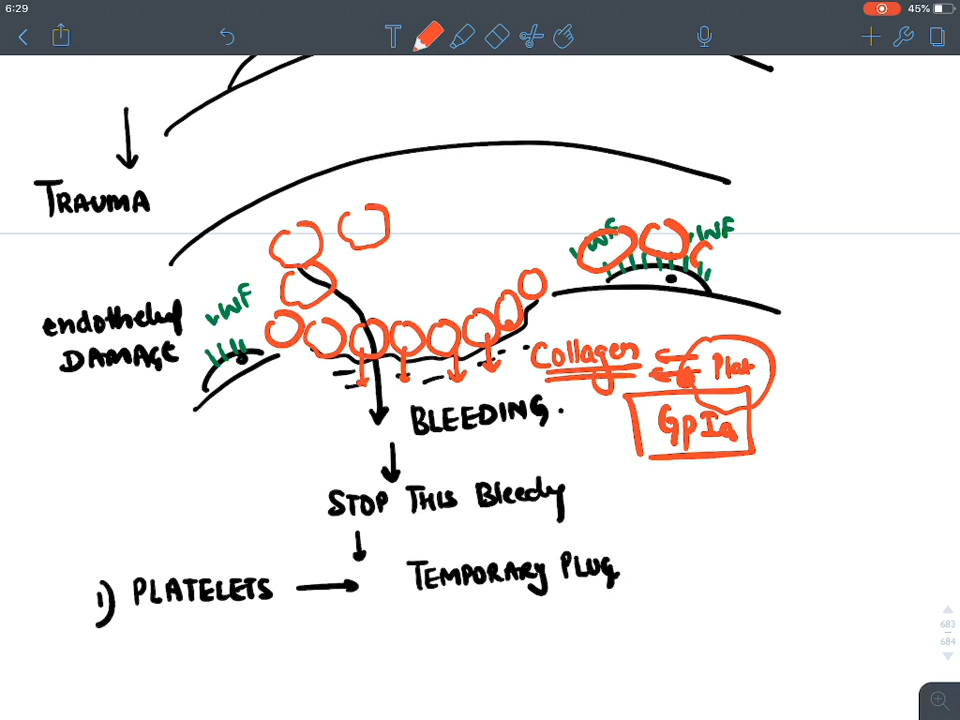 6:29
45%
T
TRAUMA
vWF
vWF
vWF
endothelial
DAMAGE
Collagen
Plat
GpIa
BLEEDING.
STOP THIS Bleeding
1) PLATELETS
TEMPORARY PLUG
683
684